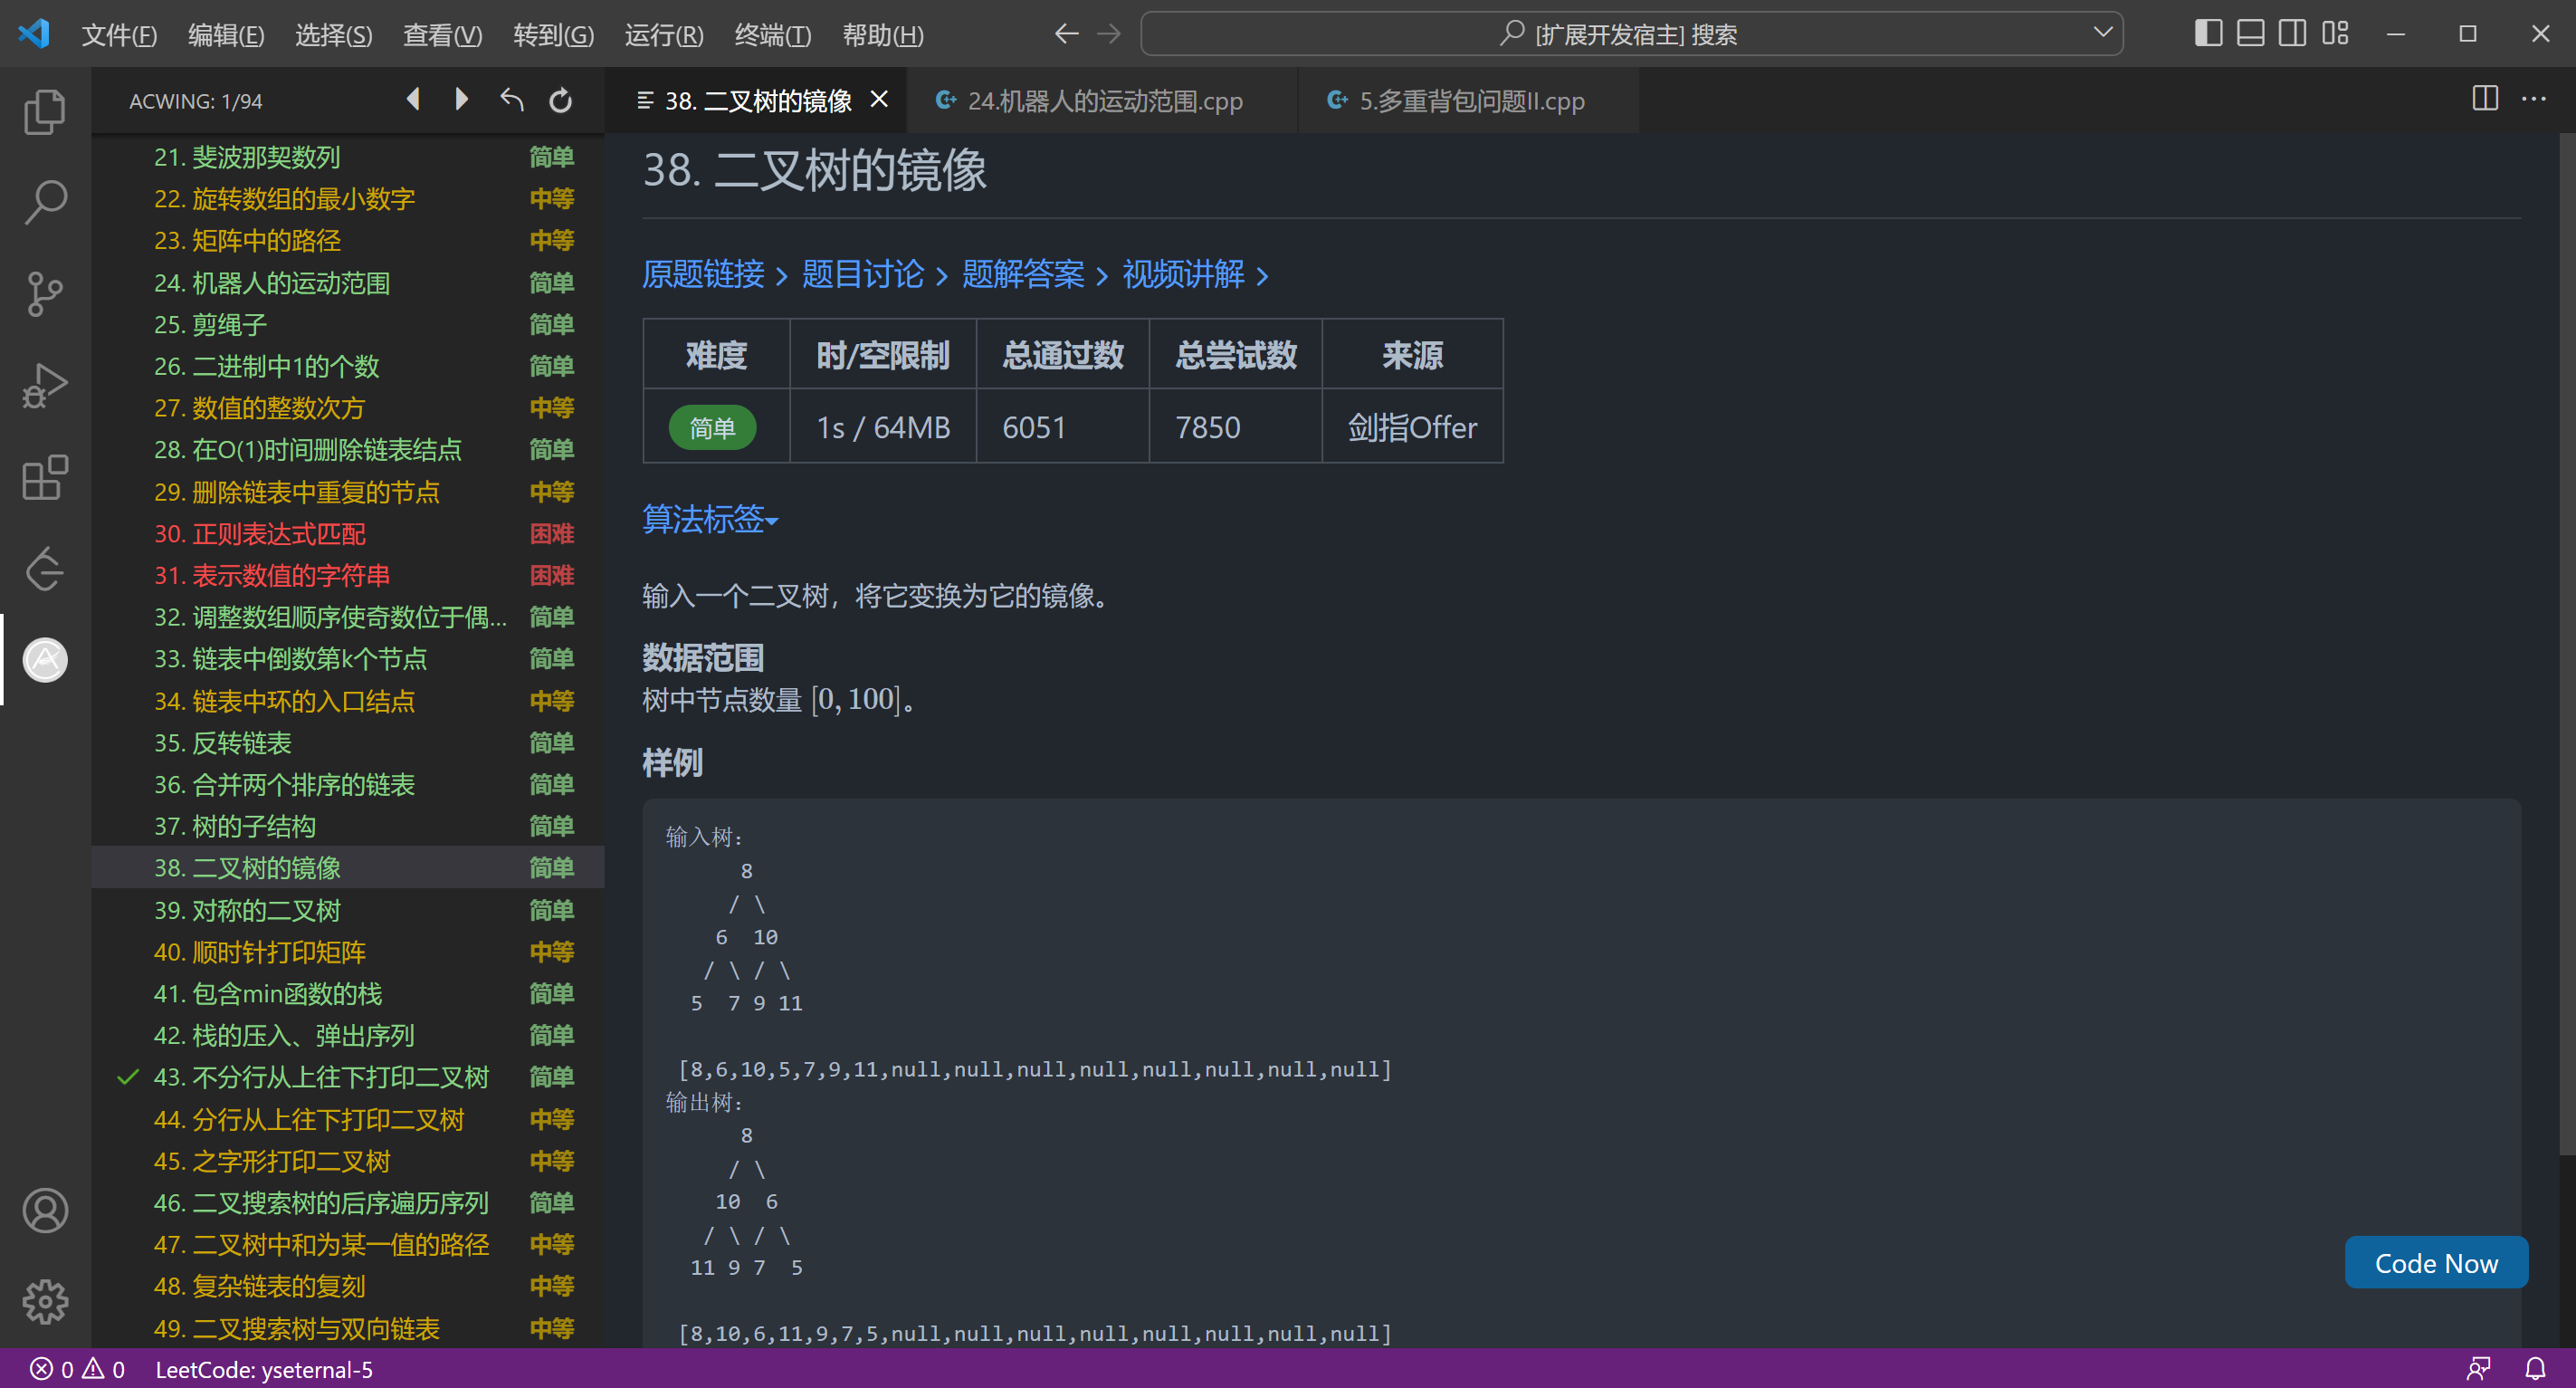 文件(F) 编辑(E) 选择(S) 查看(V) 转到(G) 运行(R) 终端(T) 帮助(H) [扩展开发宿主] 搜索
ACWING: 1/94
21. 斐波那契数列 简单
22. 旋转数组的最小数字 中等
23. 矩阵中的路径 中等
24. 机器人的运动范围 简单
25. 剪绳子 简单
26. 二进制中1的个数 简单
27. 数值的整数次方 中等
28. 在O(1)时间删除链表结点 简单
29. 删除链表中重复的节点 中等
30. 正则表达式匹配 困难
31. 表示数值的字符串 困难
32. 调整数组顺序使奇数位于偶... 简单
33. 链表中倒数第k个节点 简单
34. 链表中环的入口结点 中等
35. 反转链表 简单
36. 合并两个排序的链表 简单
37. 树的子结构 简单
38. 二叉树的镜像 简单
39. 对称的二叉树 简单
40. 顺时针打印矩阵 中等
41. 包含min函数的栈 简单
42. 栈的压入、弹出序列 简单
43. 不分行从上往下打印二叉树 简单
44. 分行从上往下打印二叉树 中等
45. 之字形打印二叉树 中等
46. 二叉搜索树的后序遍历序列 简单
47. 二叉树中和为某一值的路径 中等
48. 复杂链表的复刻 中等
49. 二叉搜索树与双向链表 中等
38. 二叉树的镜像 24.机器人的运动范围.cpp 5.多重背包问题II.cpp
38. 二叉树的镜像
原题链接 > 题目讨论 > 题解答案 > 视频讲解 >
难度 时/空限制 总通过数 总尝试数 来源
简单 1s / 64MB 6051 7850 剑指Offer
算法标签
输入一个二叉树，将它变换为它的镜像。
数据范围
树中节点数量 [0, 100]。
样例
输入树：
8
/ \
6 10
/ \ / \
5 7 9 11
[8,6,10,5,7,9,11,null,null,null,null,null,null,null,null]
输出树：
8
/ \
10 6
/ \ / \
11 9 7 5
[8,10,6,11,9,7,5,null,null,null,null,null,null,null,null]
Code Now
0 0 LeetCode: yseternal-5